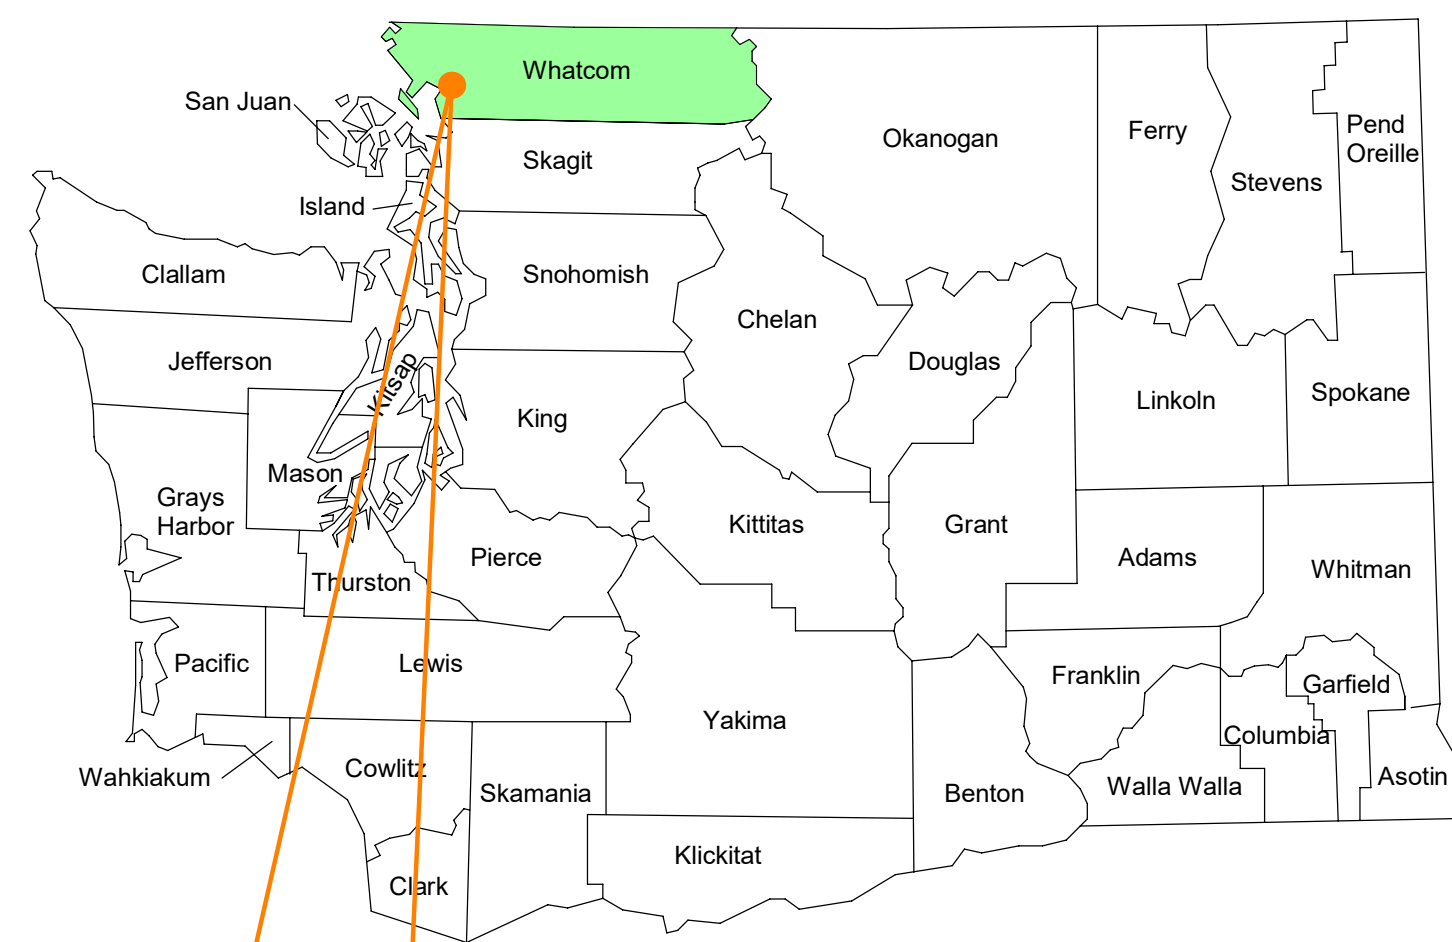 Whatcom
San Juan
Okanogan
Ferry
Pend
Oreille
Skagit
Stevens
Island
Clallam
Snohomish
Chelan
Jefferson
Douglas
Kitsap
Linkoln
Spokane
King
Mason
Grays
Harbor
Kittitas
Grant
Pierce
Adams
Whitman
Thurston
Pacific
Lewis
Franklin
Garfield
Yakima
Columbia
Wahkiakum
Cowlitz
Skamania
Benton
Walla Walla
Asotin
Klickitat
Clark